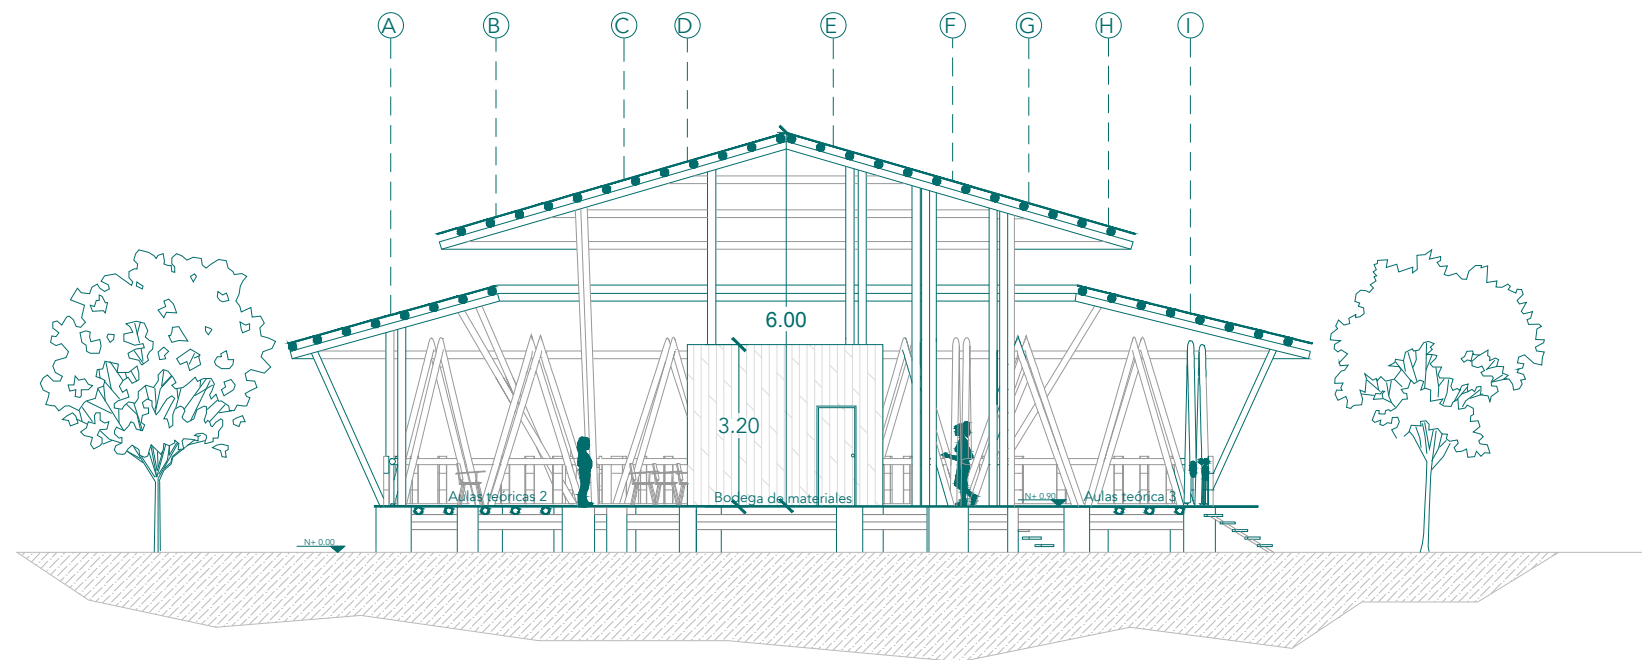 A B C D E F G H I
6.00
3.20
Aulas teóricas 2
Bodega de materiales
N+ 0.90
Aulas teórica 3
N+ 0.00